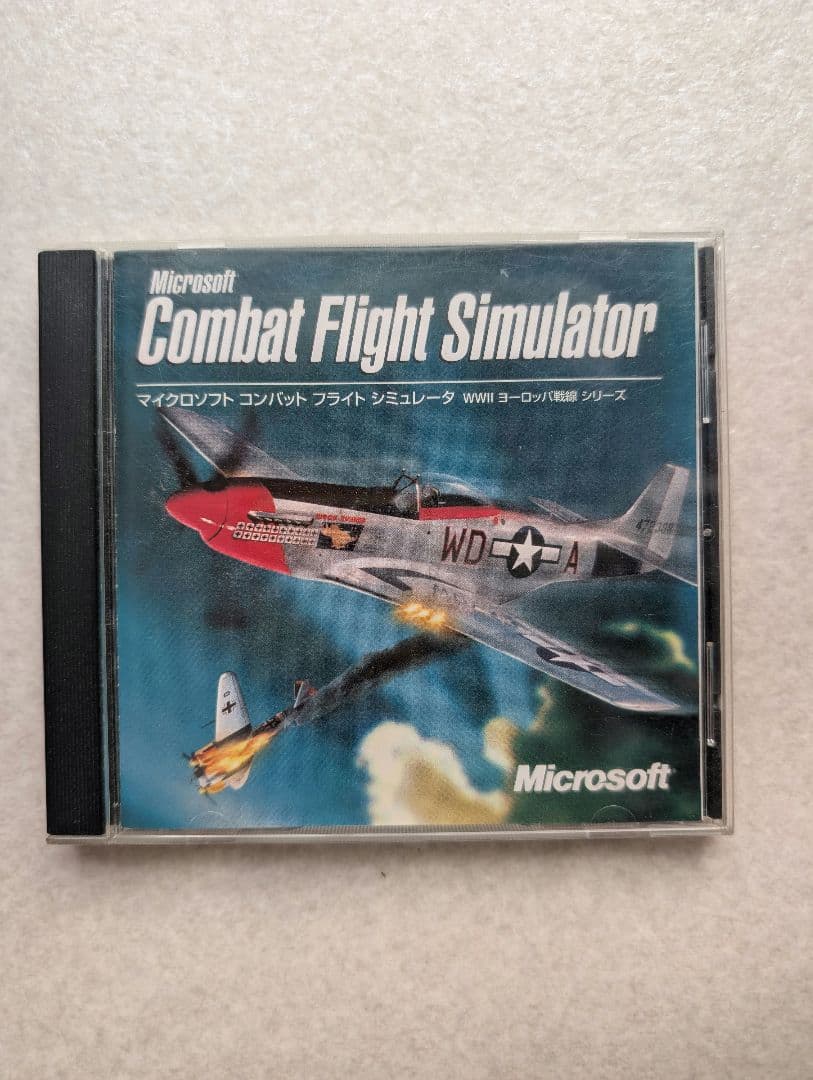 Microsoft
Combat Flight Simulator
マイクロソフト コンバット フライト シミュレータ WWII ヨーロッパ戦線 シリーズ
WD A
Microsoft